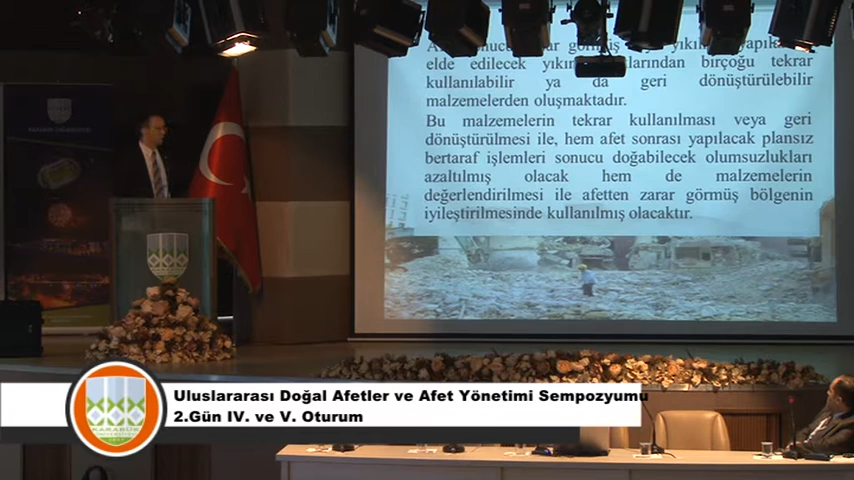 elde edilecek
tekrar
kullanılabilir ya da geri dönüştürülebilir
malzemelerden oluşmaktadır.
Bu malzemelerin tekrar kullanılması veya geri
dönüştürülmesi ile, hem afet sonrası yapılacak plansız
bertaraf işlemleri sonucu doğabilecek olumsuzlukları
azaltılmış olacak hem de malzemelerin
değerlendirilmesi ile afetten zarar görmüş bölgenin
iyileştirilmesinde kullanılmış olacaktır.
Uluslararası Doğal Afetler ve Afet Yönetimi Sempozyumu
2.Gün IV. ve V. Oturum
KARABÜK